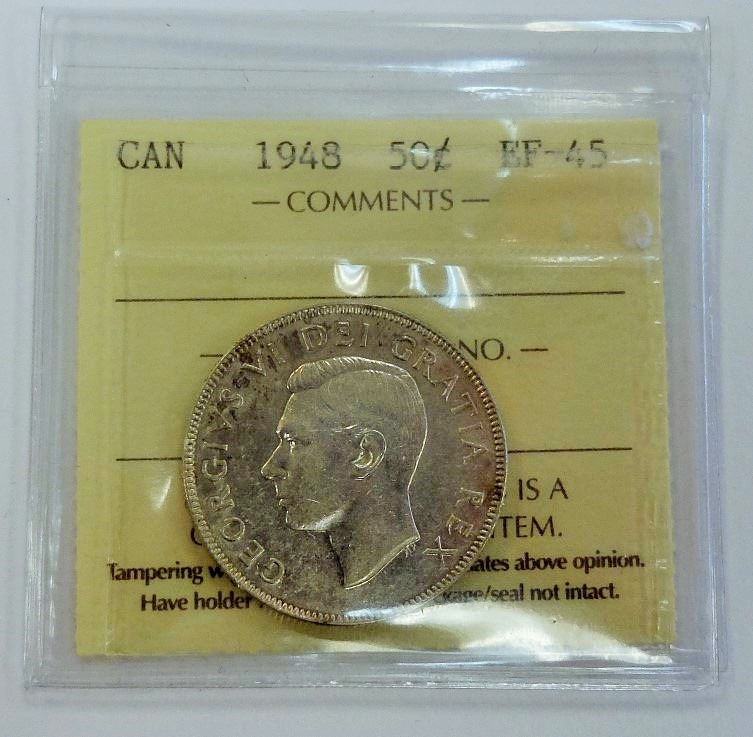 CAN 1948 50¢ EF-45
— COMMENTS —
NO. —
IS A
ITEM.
Tampering ates above opinion.
Have holder kage/seal not intact.
GEORGIVS VI DEI GRATIA REX